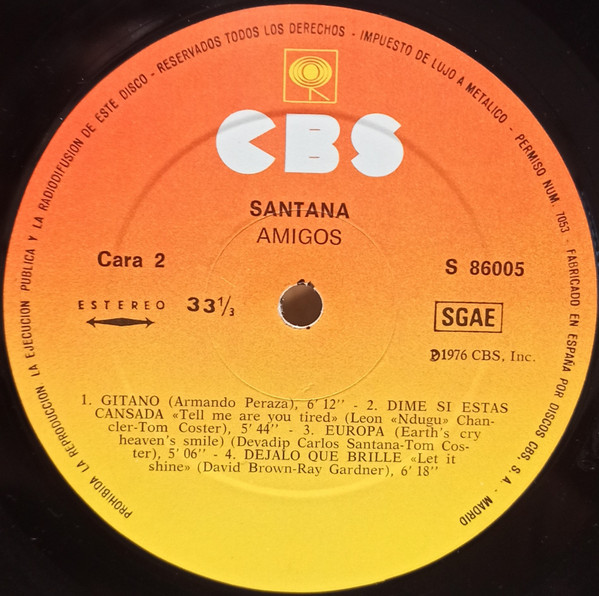 PROHIBIDA LA REPRODUCCION, LA EJECUCION PUBLICA Y LA RADIODIFUSION DE ESTE DISCO - RESERVADOS TODOS LOS DERECHOS - IMPUESTO DE LUJO A METALICO - PERMISO NUM. 7053 - FABRICADO EN ESPAÑA POR DISCOS CBS, S. A. - MADRID
CBS
SANTANA
AMIGOS
Cara 2
S 86005
ESTEREO 33 1/3
SGAE
℗1976 CBS, Inc.
1. GITANO (Armando Peraza), 6' 12'' - 2. DIME SI ESTAS
CANSADA «Tell me are you tired» (Leon «Ndugu» Chan-
cler-Tom Coster), 5' 44'' - 3. EUROPA (Earth's cry
heaven's smile) (Devadip Carlos Santana-Tom Cos-
ter), 5' 06'' - 4. DEJALO QUE BRILLE «Let it
shine» (David Brown-Ray Gardner), 6' 18''